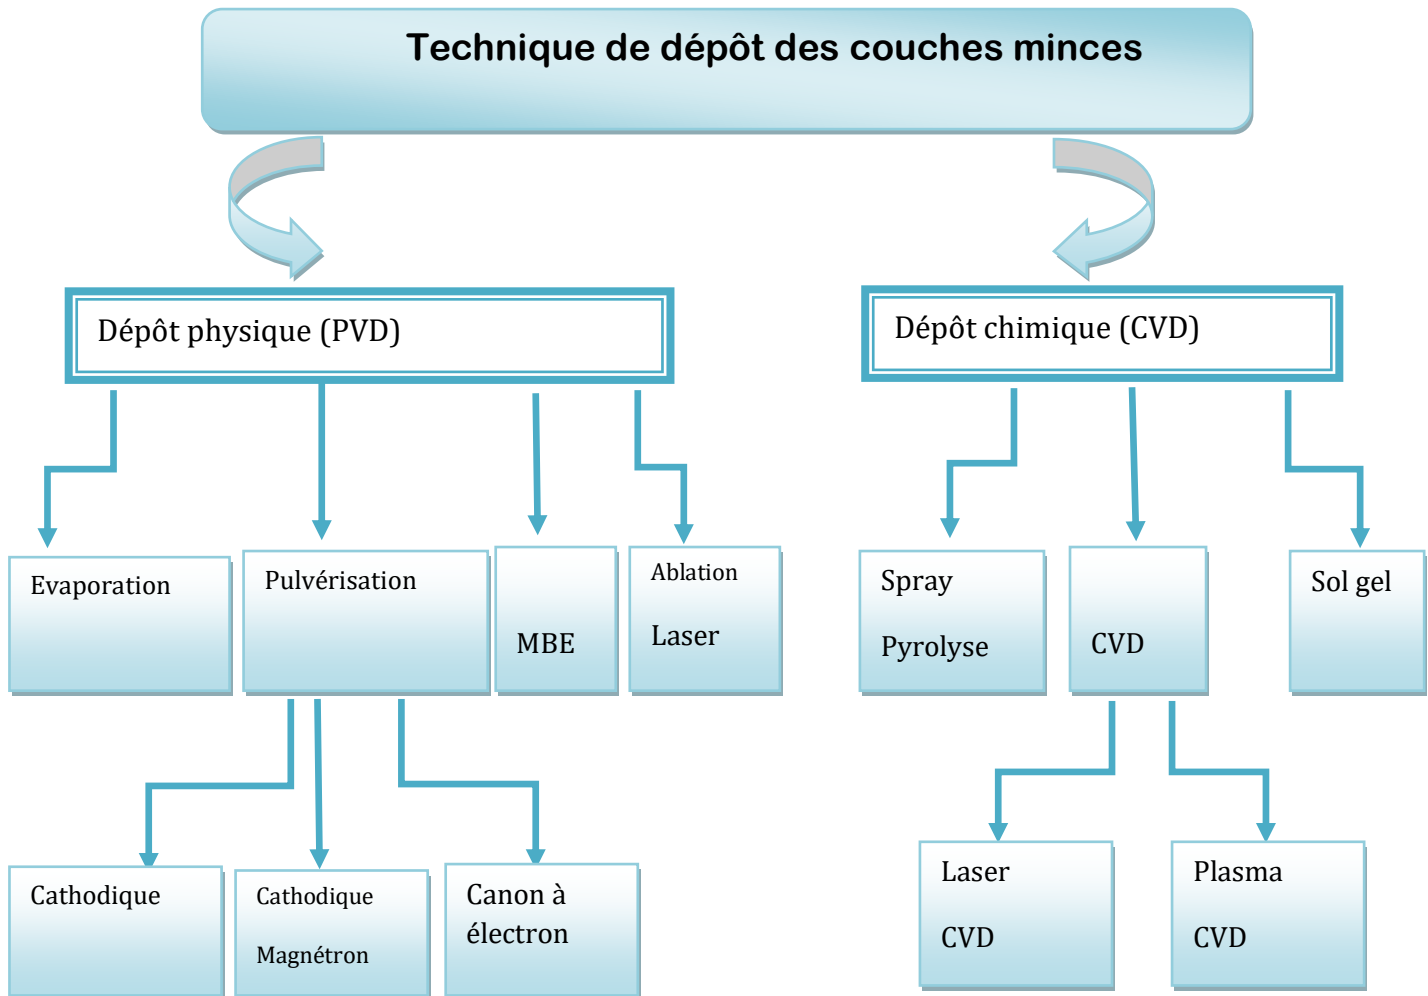 Technique de dépôt des couches minces
Dépôt physique (PVD)
Dépôt chimique (CVD)
Evaporation
Pulvérisation
MBE
Ablation
Laser
Spray
Pyrolyse
CVD
Sol gel
Cathodique
Cathodique
Magnétron
Canon à
électron
Laser
CVD
Plasma
CVD